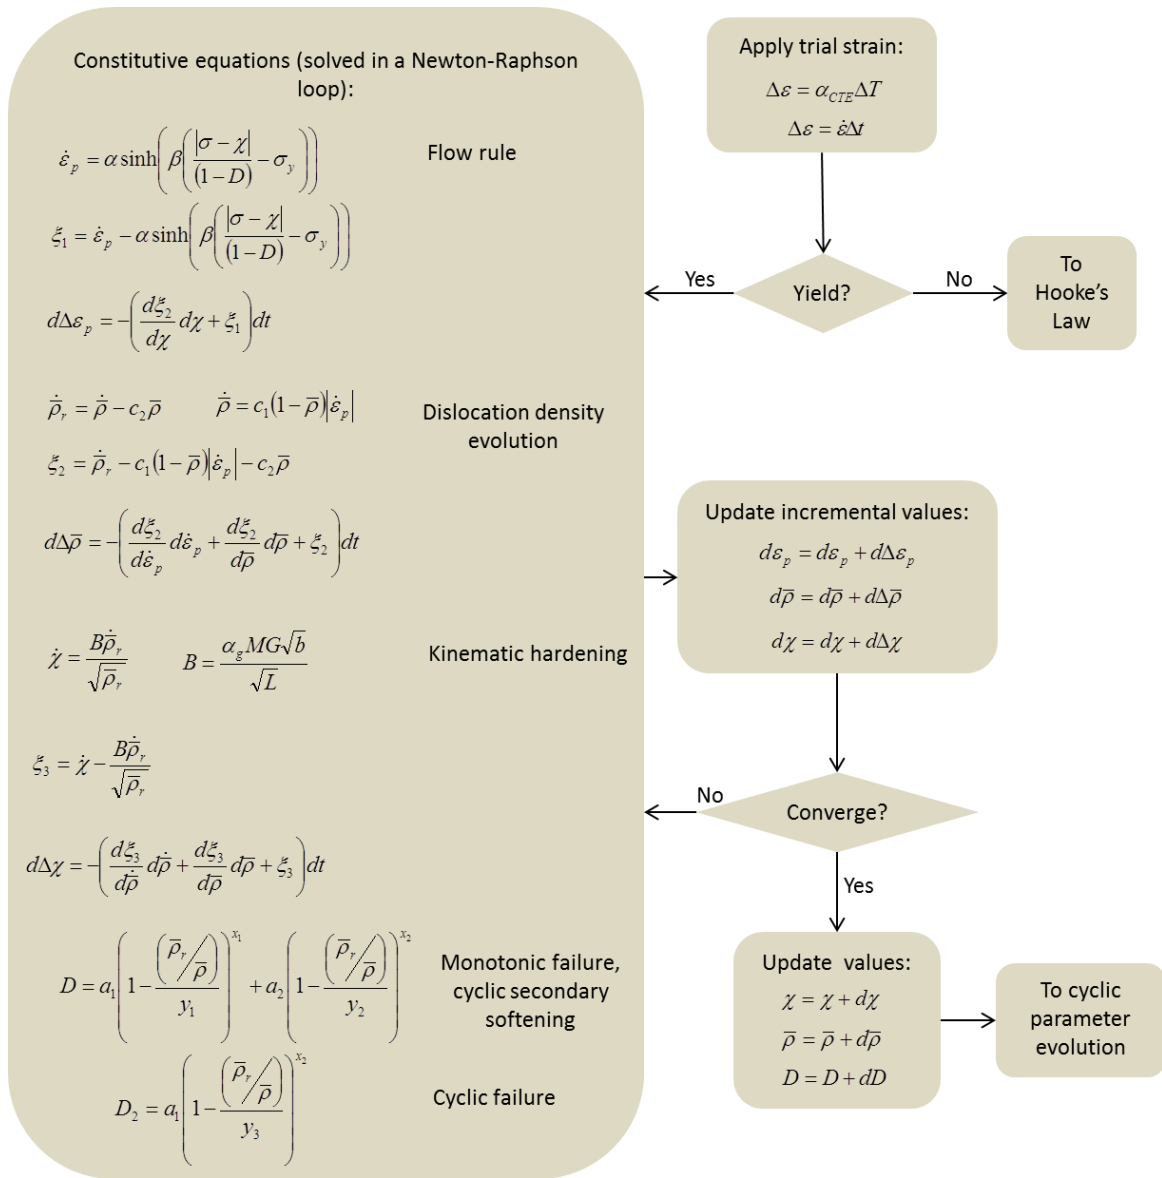 Constitutive equations (solved in a Newton-Raphson
loop):
ε̇_p = α sinh(β(|σ − χ|/(1 − D) − σ_y))
Flow rule
ξ_1 = ε̇_p − α sinh(β(|σ − χ|/(1 − D) − σ_y))
dΔε_p = −(dξ_2/dχ dχ + ξ_1)dt
ρ̄̇_r = ρ̄̇ − c_2ρ̄    ρ̄̇ = c_1(1 − ρ̄)|ε̇_p|
Dislocation density
evolution
ξ_2 = ρ̄̇_r − c_1(1 − ρ̄)|ε̇_p| − c_2ρ̄
dΔρ̄ = −(dξ_2/dε̇_p dε̇_p + dξ_2/dρ̄ dρ̄ + ξ_2)dt
χ̇ = Bρ̄̇_r/√ρ̄_r    B = α_g MG√b/√L
Kinematic hardening
ξ_3 = χ̇ − Bρ̄̇_r/√ρ̄_r
dΔχ = −(dξ_3/dρ̄̇ dρ̄̇ + dξ_3/dρ̄ dρ̄ + ξ_3)dt
D = a_1(1 − (ρ̄_r/ρ̄)/y_1)^x_1 + a_2(1 − (ρ̄_r/ρ̄)/y_2)^x_2
Monotonic failure,
cyclic secondary
softening
D_2 = a_1(1 − (ρ̄_r/ρ̄)/y_3)^x_2
Cyclic failure
Apply trial strain:
Δε = α_CTE ΔT
Δε = ε̇Δt
Yield?
Yes
No
To
Hooke's
Law
Update incremental values:
dε_p = dε_p + dΔε_p
dρ̄ = dρ̄ + dΔρ̄
dχ = dχ + dΔχ
Converge?
No
Yes
Update values:
χ = χ + dχ
ρ̄ = ρ̄ + dρ̄
D = D + dD
To cyclic
parameter
evolution